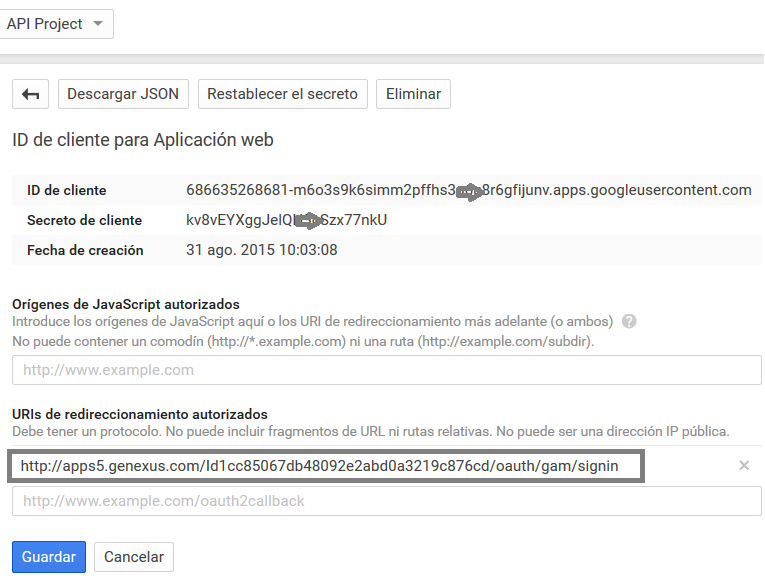 API Project
Descargar JSON Restablecer el secreto Eliminar
ID de cliente para Aplicación web
ID de cliente 686635268681-m6o3s9k6simm2pffhs3 8r6gfijunv.apps.googleusercontent.com
Secreto de cliente kv8vEYXggJeIQ Szx77nkU
Fecha de creación 31 ago. 2015 10:03:08
Orígenes de JavaScript autorizados
Introduce los orígenes de JavaScript aquí o los URI de redireccionamiento más adelante (o ambos) ?
No puede contener un comodín (http://*.example.com) ni una ruta (http://example.com/subdir).
http://www.example.com
URIs de redireccionamiento autorizados
Debe tener un protocolo. No puede incluir fragmentos de URL ni rutas relativas. No puede ser una dirección IP pública.
http://apps5.genexus.com/Id1cc85067db48092e2abd0a3219c876cd/oauth/gam/signin
http://www.example.com/oauth2callback
Guardar Cancelar